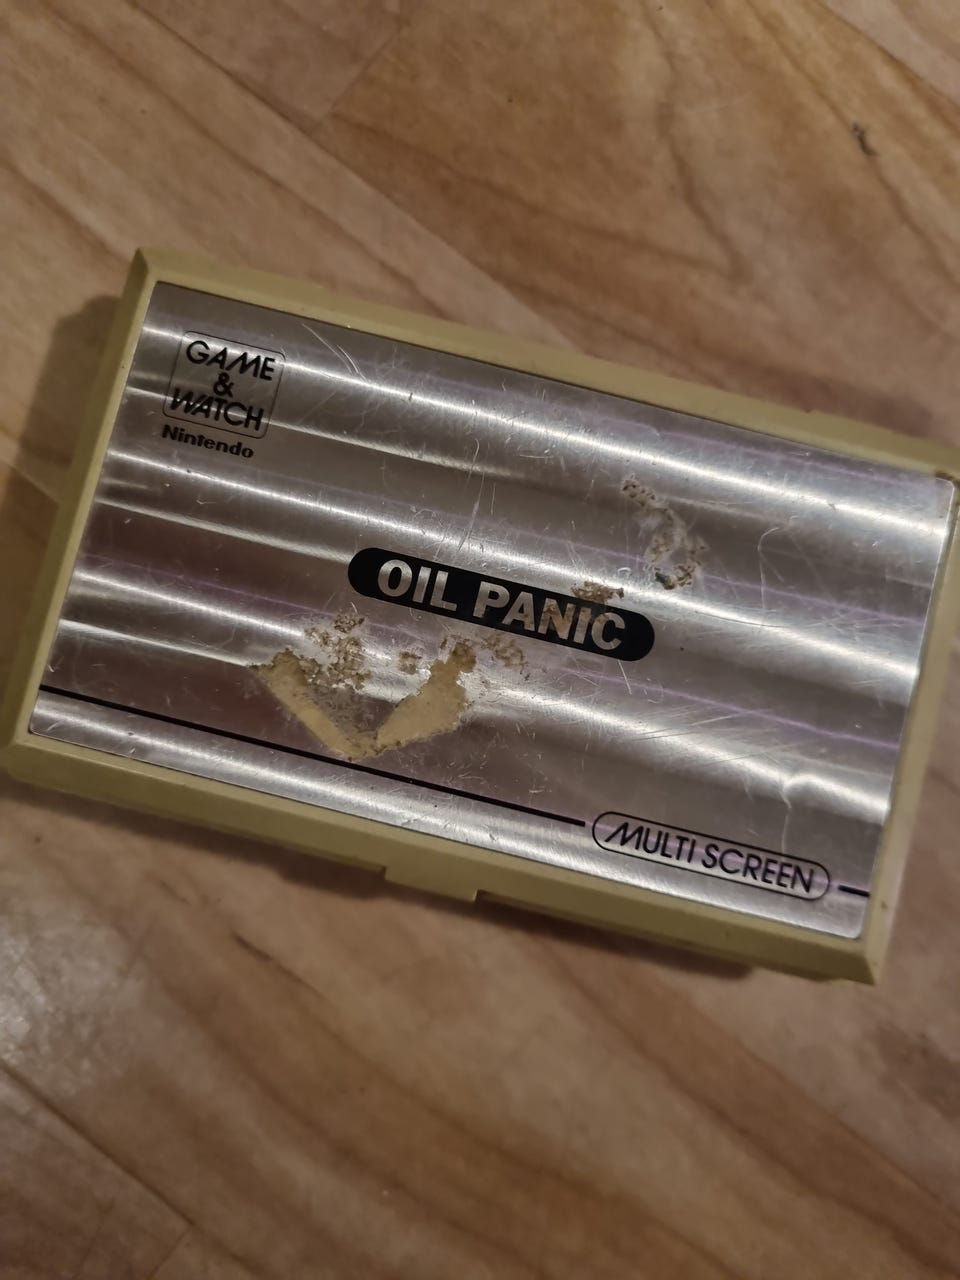 GAME
&
WATCH
Nintendo
OIL PANIC
MULTI SCREEN